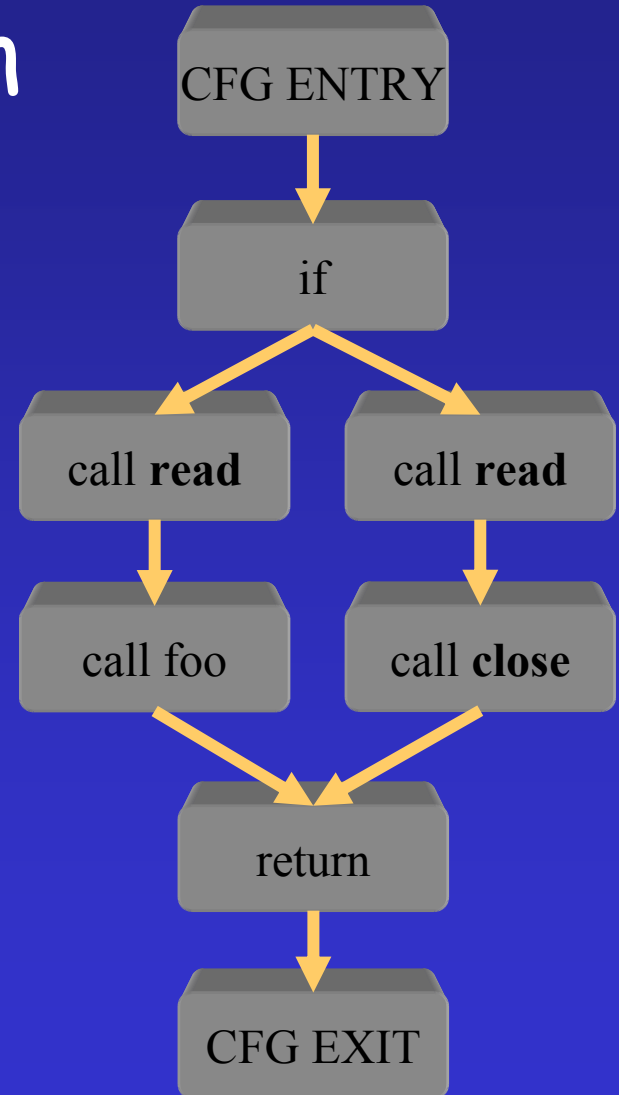 n
CFG ENTRY
if
call read
call read
call foo
call close
return
CFG EXIT